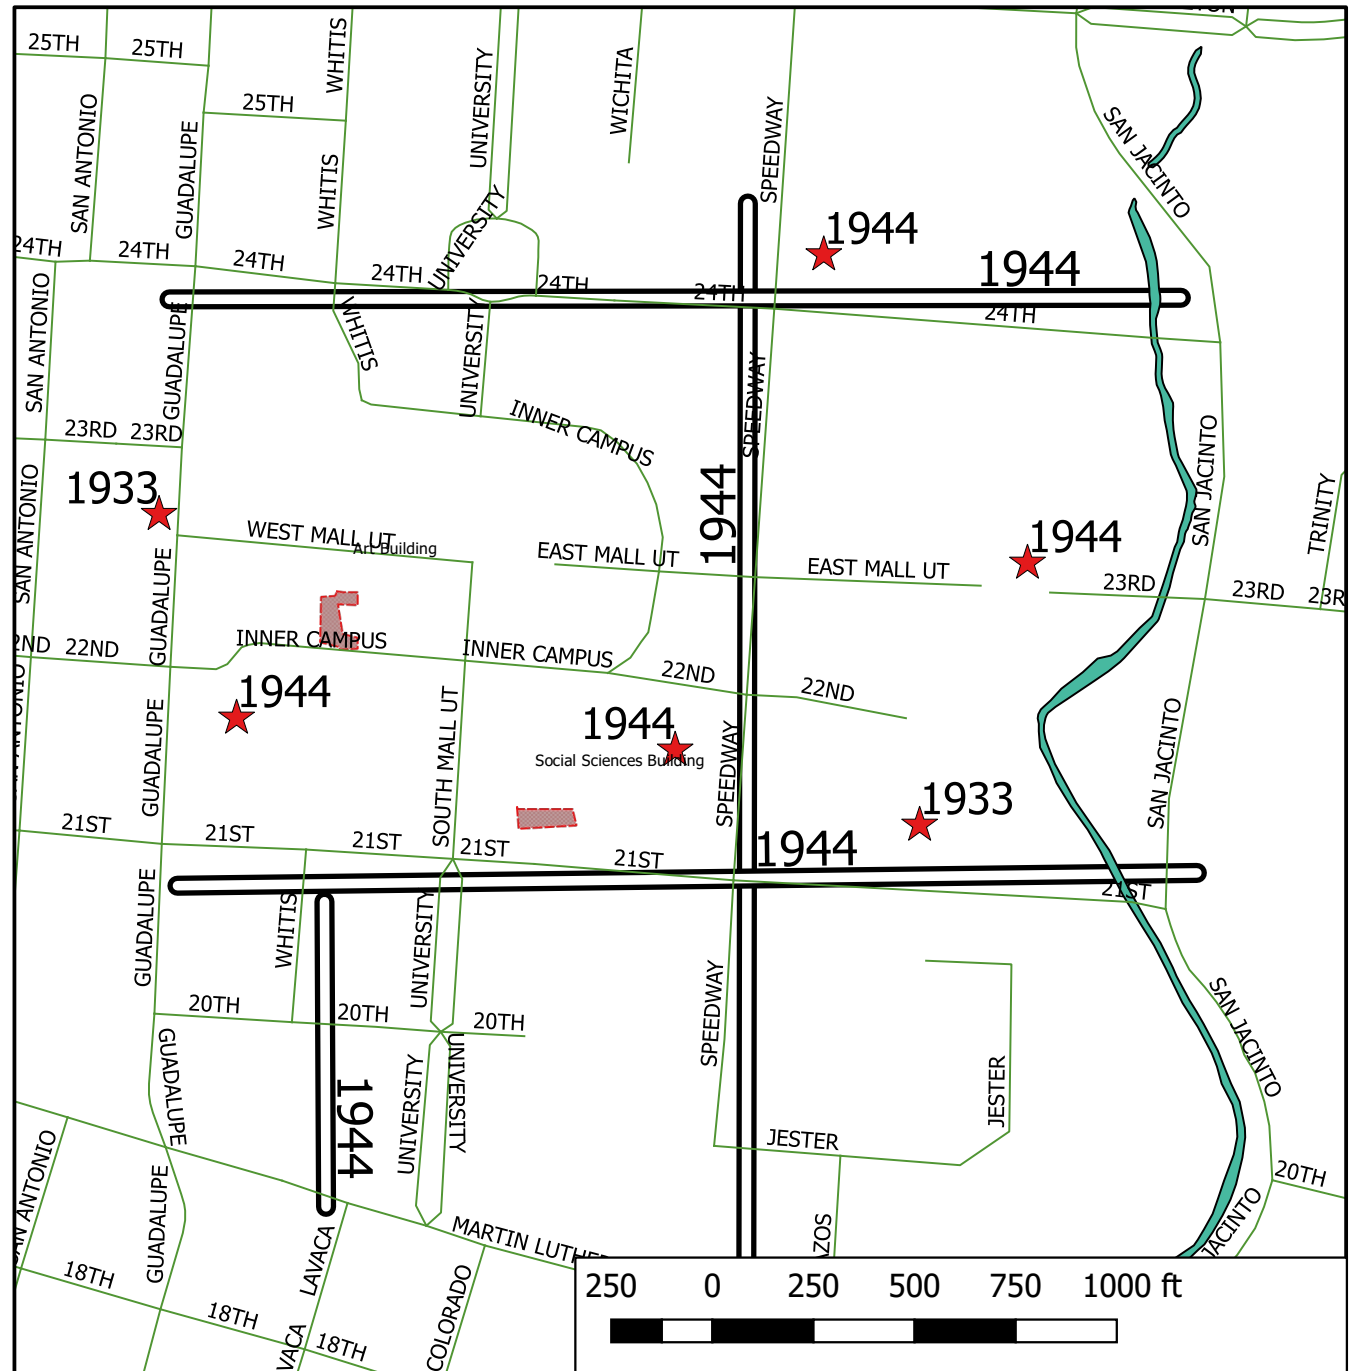 25TH
25TH
WHITIS
UNIVERSITY
WICHITA
SPEEDWAY
25TH
SAN ANTONIO
GUADALUPE
WHITIS
SAN JACINTO
UNIVERSITY
1944
24TH
24TH
24TH
24TH
24TH
24TH
1944
24TH
SAN ANTONIO
GUADALUPE
WHITIS
UNIVERSITY
SPEEDWAY
INNER CAMPUS
23RD
23RD
SAN JACINTO
1933
1944
1944
TRINITY
SAN ANTONIO
WEST MALL UT
Art Building
EAST MALL UT
EAST MALL UT
23RD
23RD
23R
GUADALUPE
2ND
22ND
INNER CAMPUS
INNER CAMPUS
22ND
22ND
1944
1944
Social Sciences Building
GUADALUPE
SOUTH MALL UT
SPEEDWAY
SAN JACINTO
1933
21ST
21ST
21ST
21ST
21ST
1944
21ST
GUADALUPE
WHITIS
UNIVERSITY
SPEEDWAY
SAN JACINTO
20TH
20TH
20TH
GUADALUPE
1944
UNIVERSITY
UNIVERSITY
JESTER
JESTER
SAN ANTONIO
GUADALUPE
20TH
JACINTO
MARTIN LUTHER
LAVACA
AZOS
18TH
18TH
18TH
VACA
COLORADO
250 0 250 500 750 1000 ft